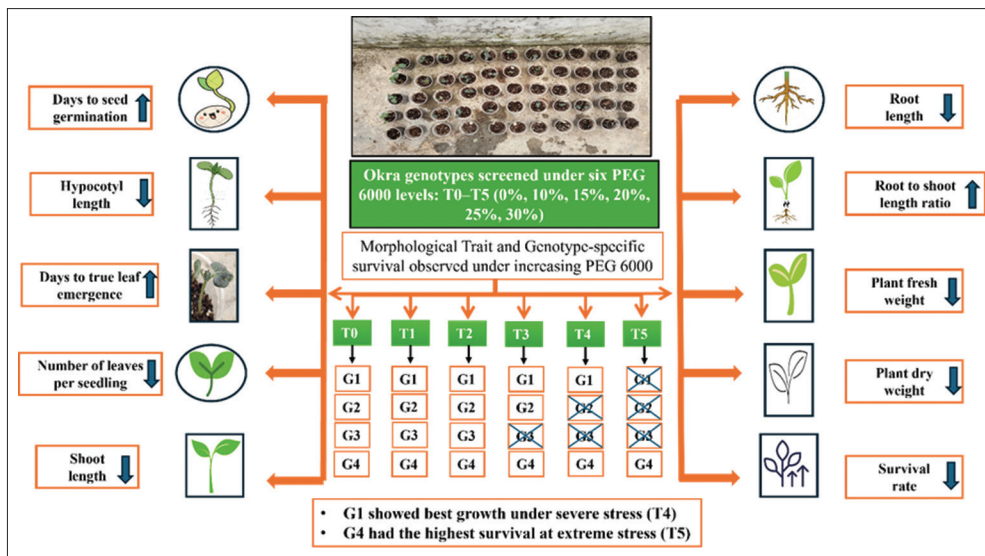 Days to seed
germination
Hypocotyl
length
Days to true leaf
emergence
Number of leaves
per seedling
Shoot
length
Okra genotypes screened under six PEG
6000 levels: T0–T5 (0%, 10%, 15%, 20%,
25%, 30%)
Morphological Trait and Genotype-specific
survival observed under increasing PEG 6000
T0 T1 T2 T3 T4 T5
G1 G1 G1 G1 G1 G1
G2 G2 G2 G2 G2 G2
G3 G3 G3 G3 G3 G3
G4 G4 G4 G4 G4 G4
• G1 showed best growth under severe stress (T4)
• G4 had the highest survival at extreme stress (T5)
Root
length
Root to shoot
length ratio
Plant fresh
weight
Plant dry
weight
Survival
rate